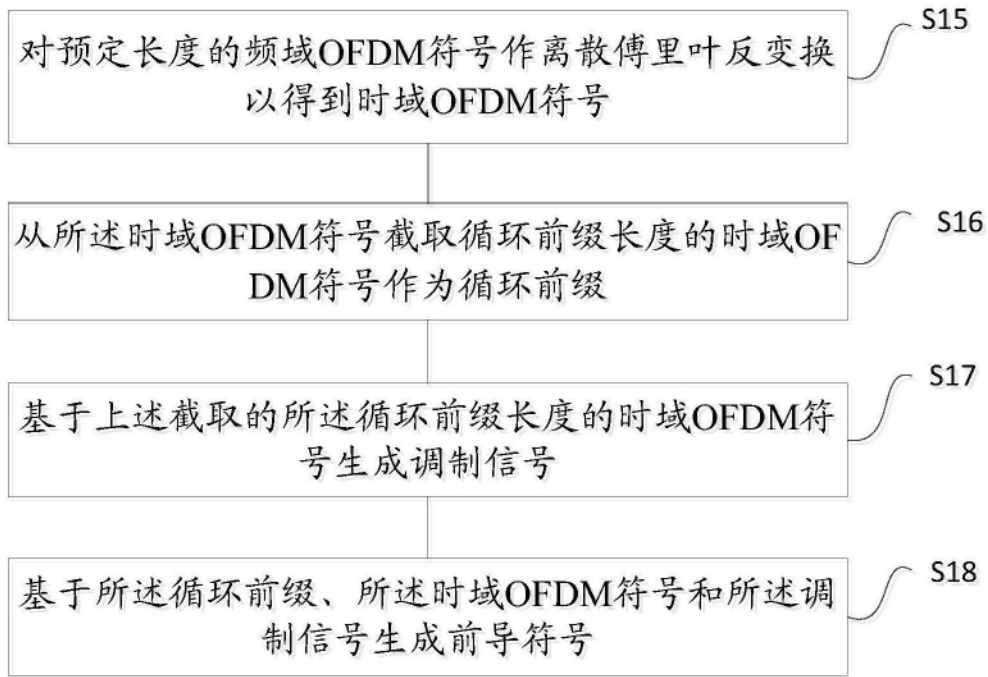 对预定长度的频域OFDM符号作离散傅里叶反变换
以得到时域OFDM符号
S15
从所述时域OFDM符号截取循环前缀长度的时域OF
DM符号作为循环前缀
S16
基于上述截取的所述循环前缀长度的时域OFDM符
号生成调制信号
S17
基于所述循环前缀、所述时域OFDM符号和所述调
制信号生成前导符号
S18